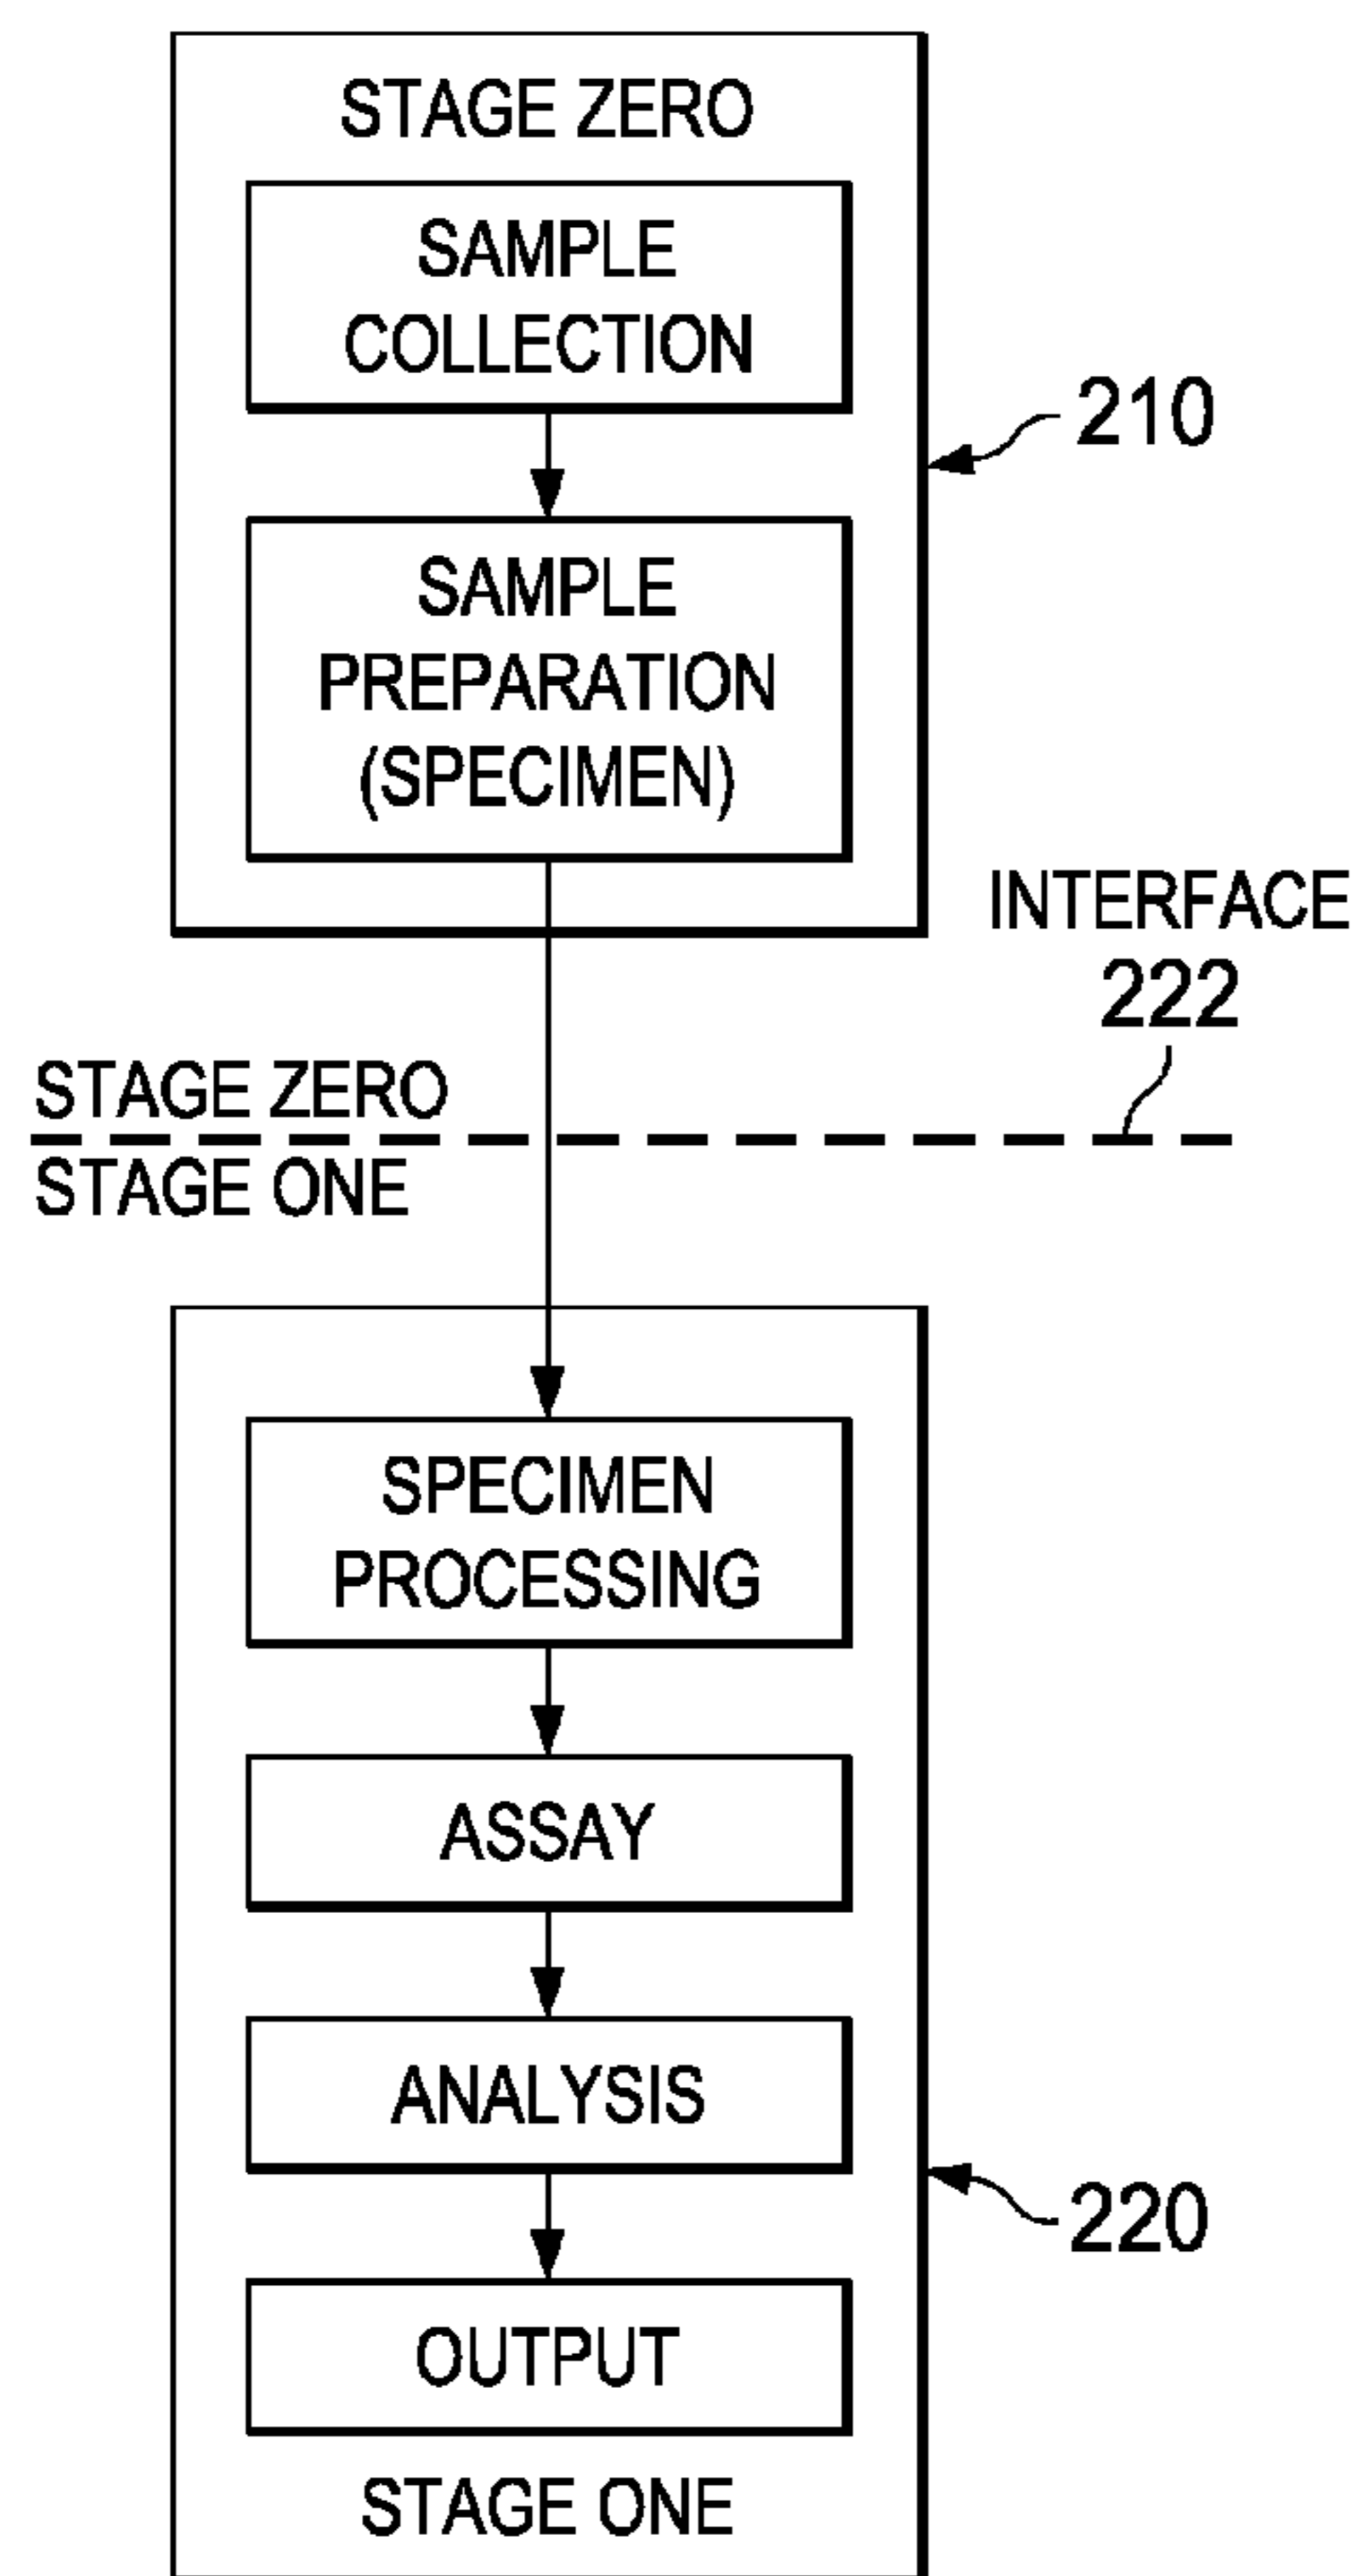 STAGE ZERO
SAMPLE
COLLECTION
210
SAMPLE
PREPARATION
(SPECIMEN)
INTERFACE
222
STAGE ZERO
STAGE ONE
SPECIMEN
PROCESSING
ASSAY
ANALYSIS
220
OUTPUT
STAGE ONE